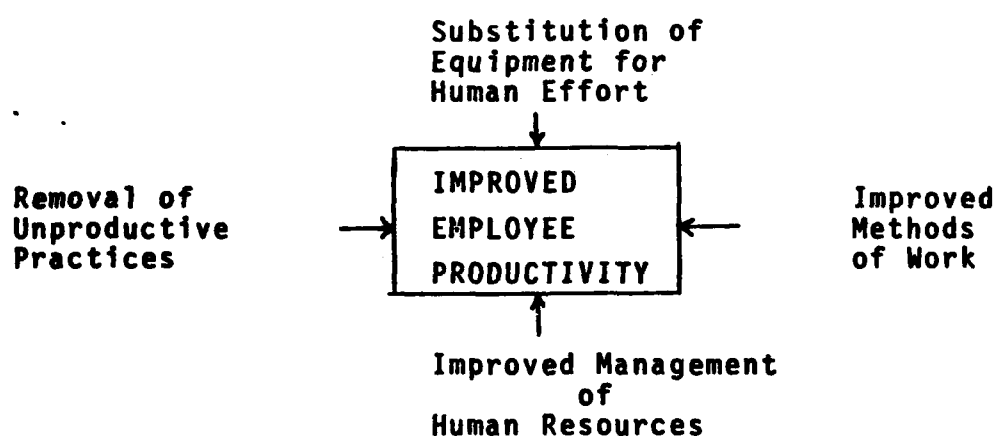 Substitution of
Equipment for
Human Effort
Removal of
Unproductive
Practices
IMPROVED
EMPLOYEE
PRODUCTIVITY
Improved
Methods
of Work
Improved Management
of
Human Resources